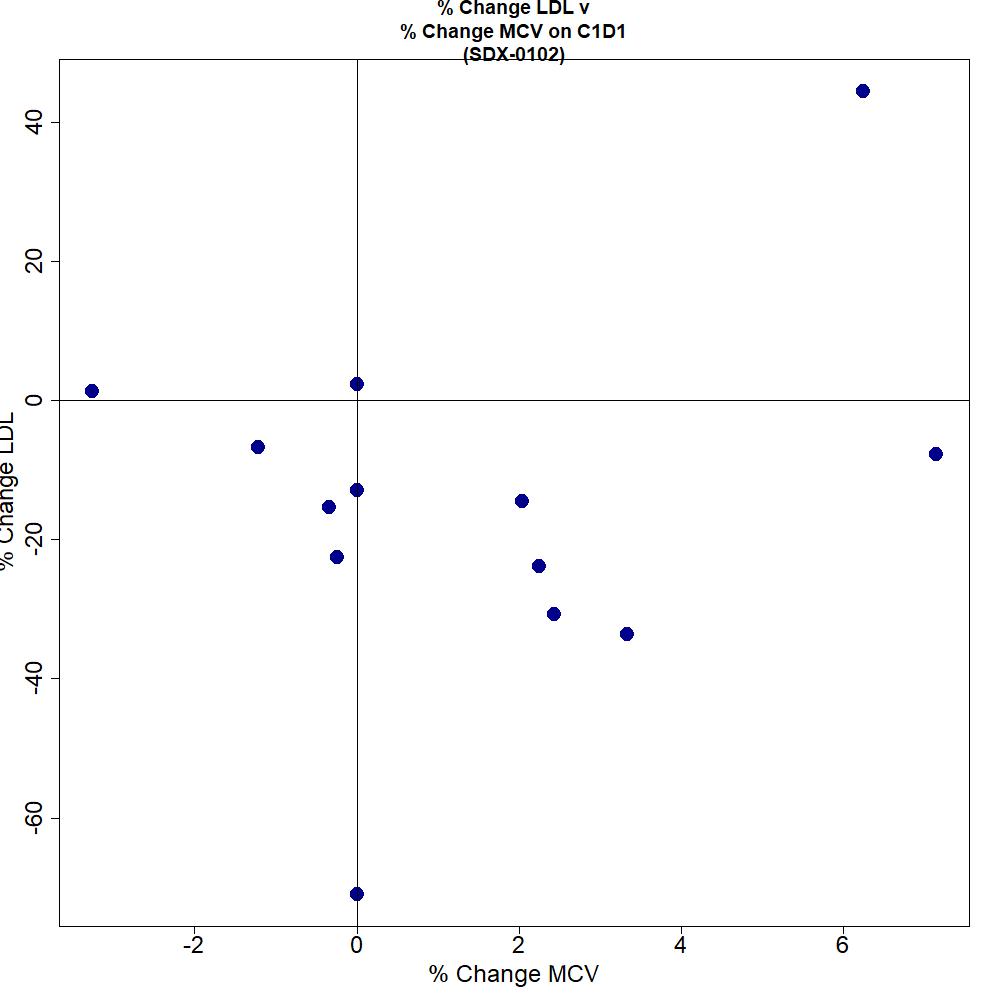 % Change LDL v
% Change MCV on C1D1
(SDX-0102)
40
20
0
-20
-40
-60
% Change LDL
-2
0
2
4
6
% Change MCV